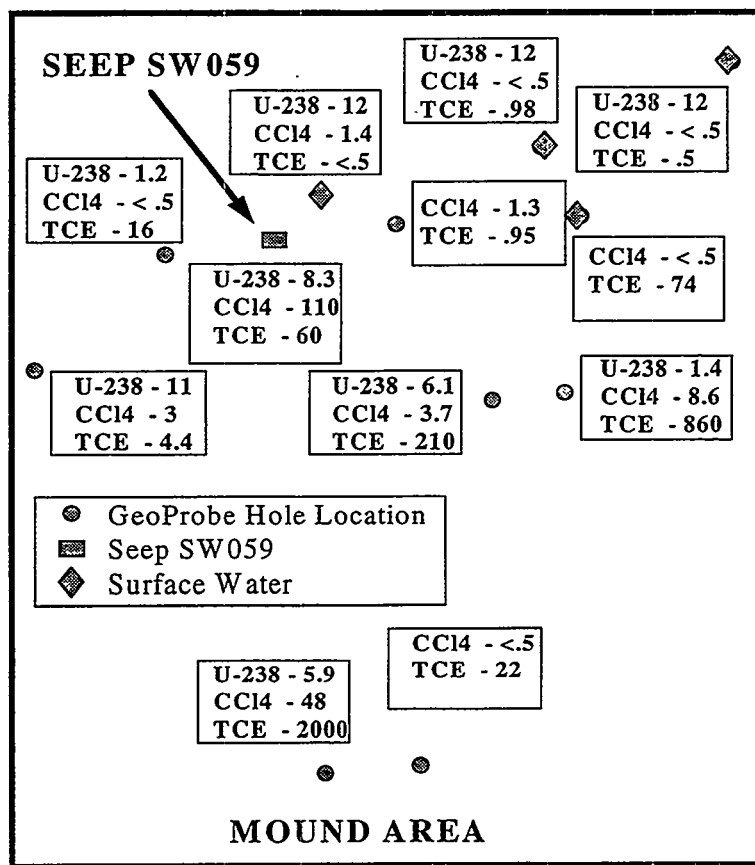 SEEP SW059
U-238 - 12
CCl4 - < .5
TCE - .98
U-238 - 12
CCl4 - 1.4
TCE - <.5
U-238 - 12
CCl4 - < .5
TCE - .5
U-238 - 1.2
CCl4 - < .5
TCE - 16
CCl4 - 1.3
TCE - .95
CCl4 - < .5
TCE - 74
U-238 - 8.3
CCl4 - 110
TCE - 60
U-238 - 11
CCl4 - 3
TCE - 4.4
U-238 - 6.1
CCl4 - 3.7
TCE - 210
U-238 - 1.4
CCl4 - 8.6
TCE - 860
GeoProbe Hole Location
Seep SW059
Surface Water
CCl4 - <.5
TCE - 22
U-238 - 5.9
CCl4 - 48
TCE - 2000
MOUND AREA